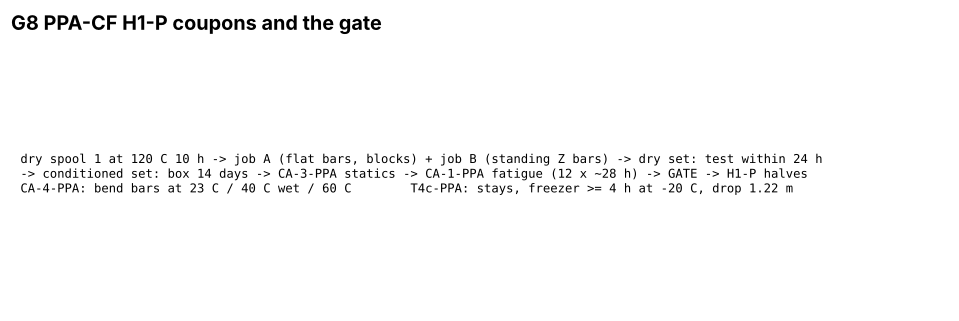 G8 PPA-CF H1-P coupons and the gate
dry spool 1 at 120 C 10 h -> job A (flat bars, blocks) + job B (standing Z bars) -> dry set: test within 24 h
-> conditioned set: box 14 days -> CA-3-PPA statics -> CA-1-PPA fatigue (12 x ~28 h) -> GATE -> H1-P halves
CA-4-PPA: bend bars at 23 C / 40 C wet / 60 C        T4c-PPA: stays, freezer >= 4 h at -20 C, drop 1.22 m